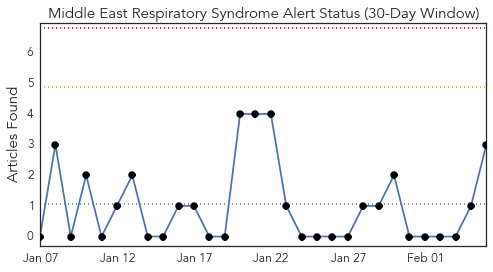 Middle East Respiratory Syndrome Alert Status (30-Day Window)
Articles Found
6
5
4
3
2
1
0
Jan 07 Jan 12 Jan 17 Jan 22 Jan 27 Feb 01